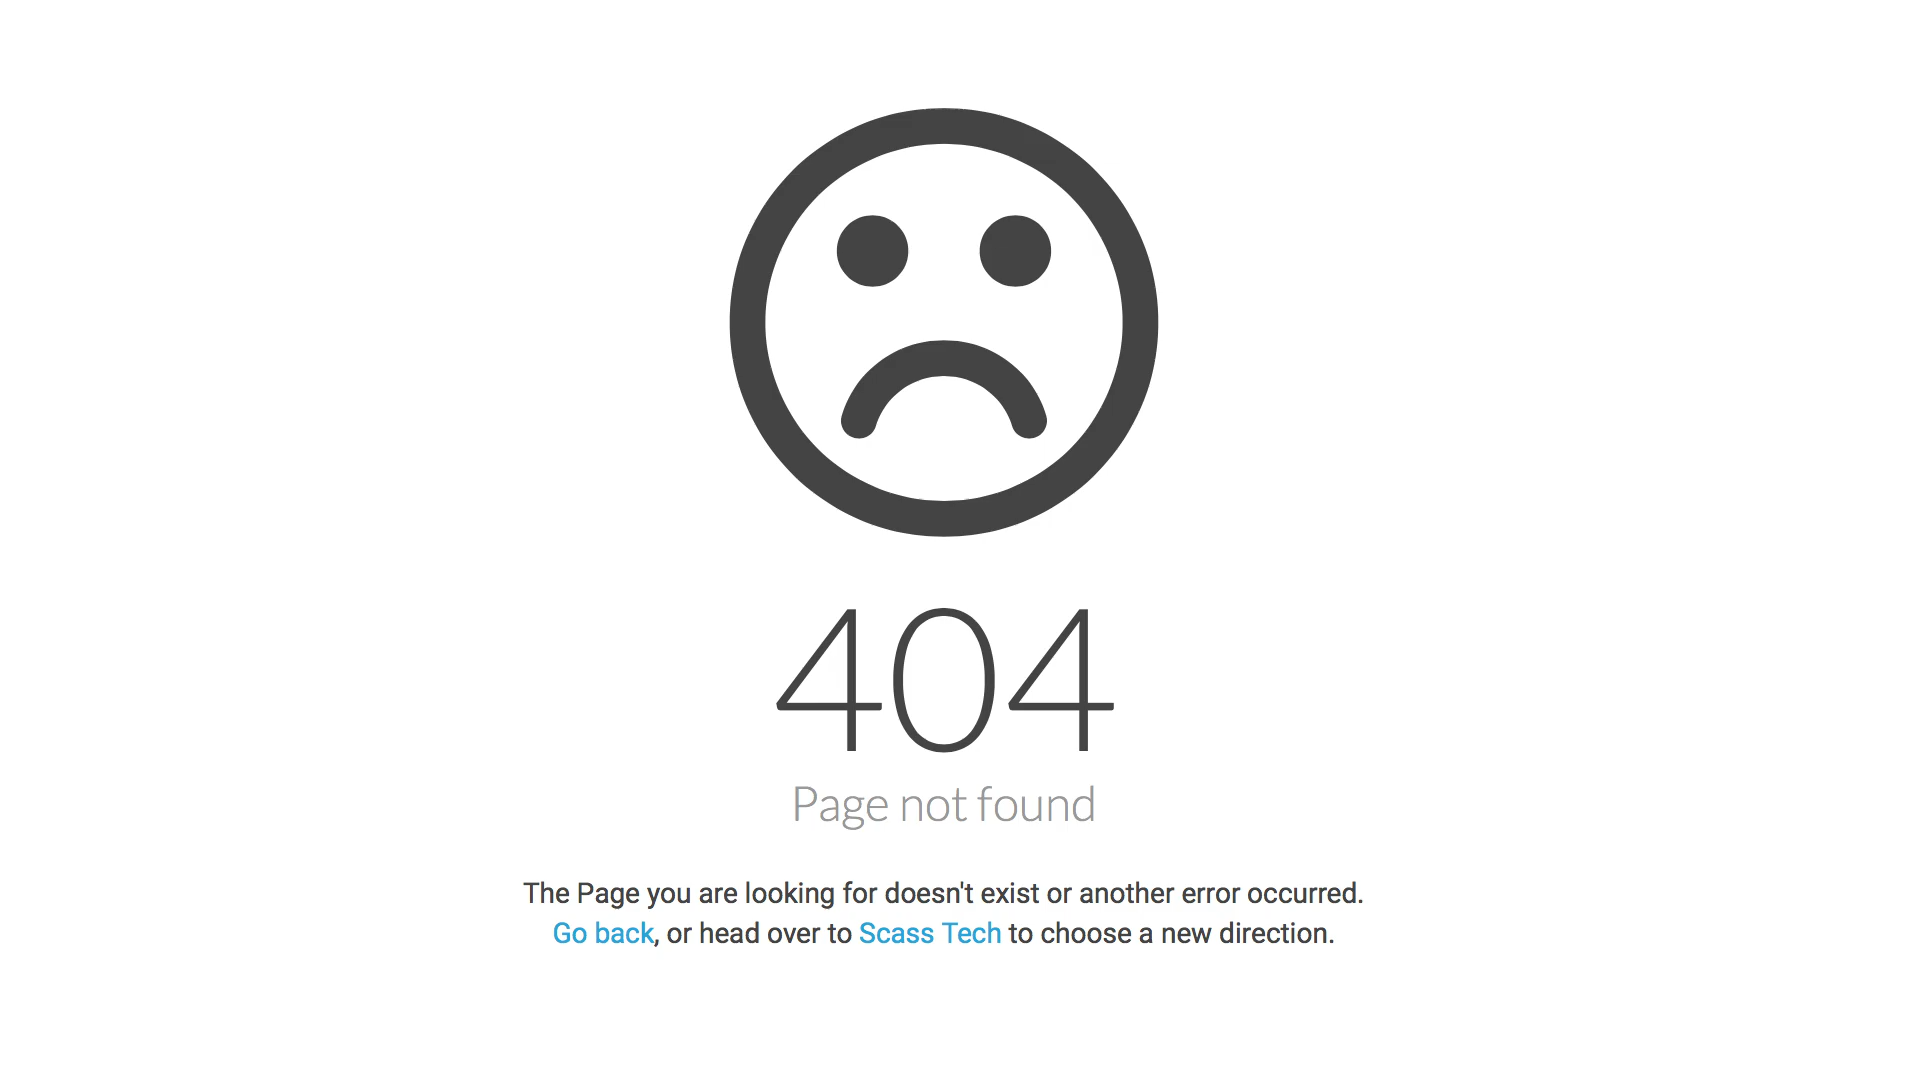 404
Page not found
The Page you are looking for doesn't exist or another error occurred.
Go back, or head over to Scass Tech to choose a new direction.